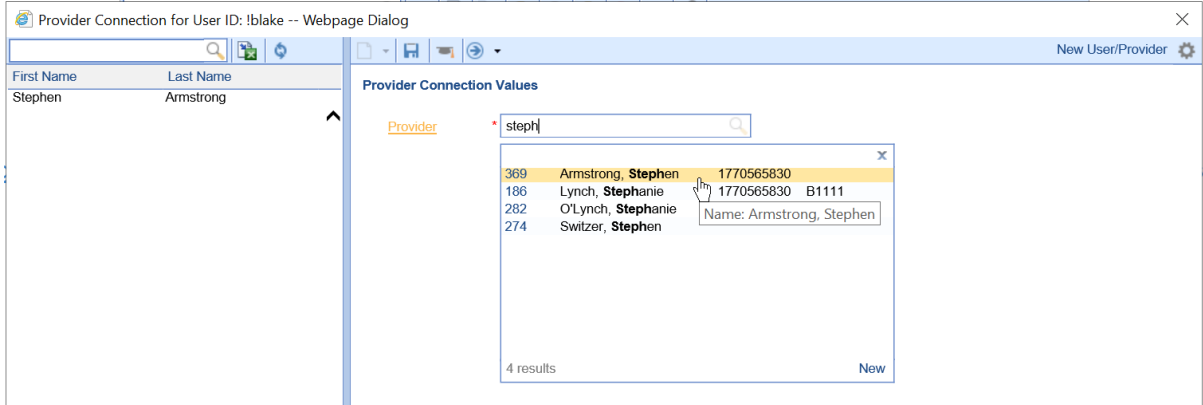 Provider Connection for User ID: !blake -- Webpage Dialog
New User/Provider
First Name Last Name
Stephen Armstrong
Provider Connection Values
Provider * steph
369 Armstrong, Stephen 1770565830
186 Lynch, Stephanie 1770565830 B1111
282 O'Lynch, Stephanie
274 Switzer, Stephen
Name: Armstrong, Stephen
4 results New